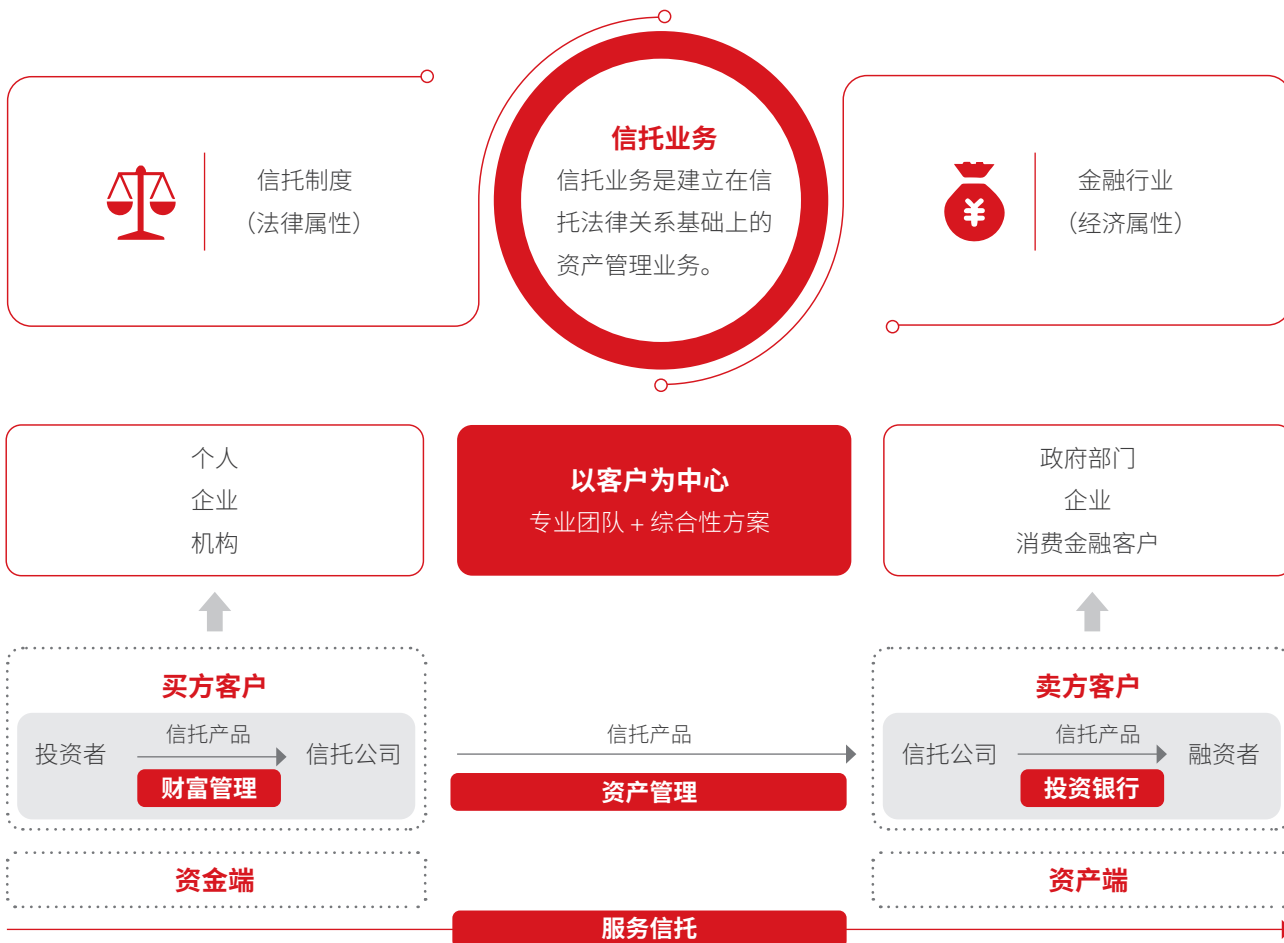 信托业务
信托业务是建立在信
托法律关系基础上的
资产管理业务。
信托制度
（法律属性）
¥
金融行业
（经济属性）
个人
企业
机构
以客户为中心
专业团队 + 综合性方案
政府部门
企业
消费金融客户
买方客户
投资者
信托产品
财富管理
信托公司
信托产品
资产管理
卖方客户
信托公司
信托产品
投资银行
融资者
资金端
资产端
服务信托